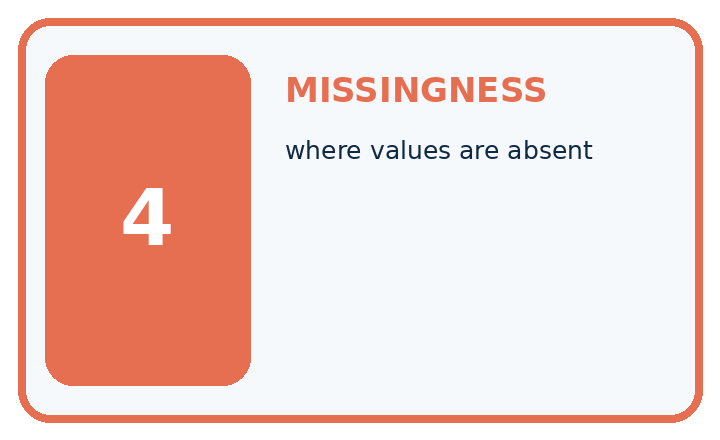 4
MISSINGNESS
where values are absent